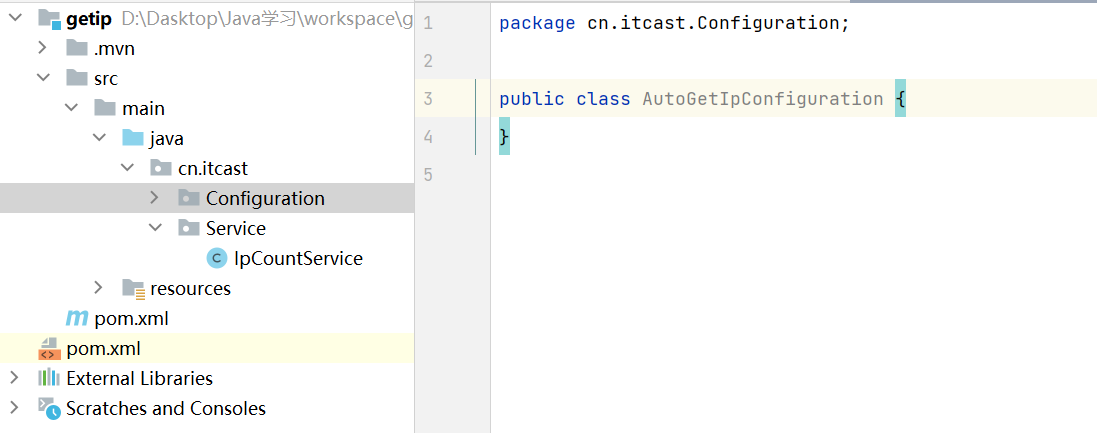 getip D:\Dasktop\Java学习\workspace\g
.mvn
src
main
java
cn.itcast
Configuration
Service
C IpCountService
resources
m pom.xml
pom.xml
External Libraries
Scratches and Consoles
1 package cn.itcast.Configuration;
2
3 public class AutoGetIpConfiguration {
4 }
5